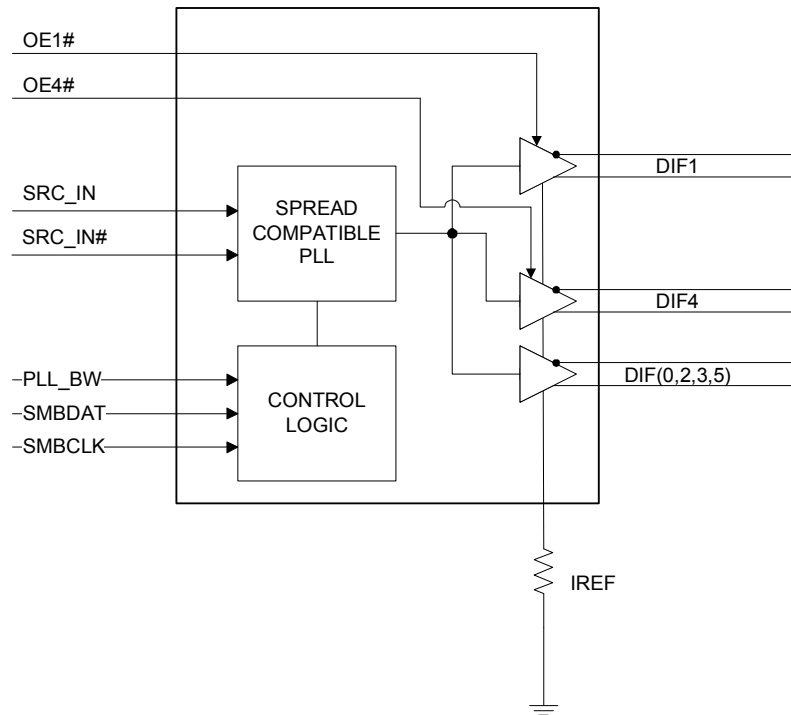 OE1#
OE4#
SRC_IN
SRC_IN#
SPREAD
COMPATIBLE
PLL
DIF1
DIF4
DIF(0,2,3,5)
PLL_BW
SMBDAT
SMBCLK
CONTROL
LOGIC
IREF